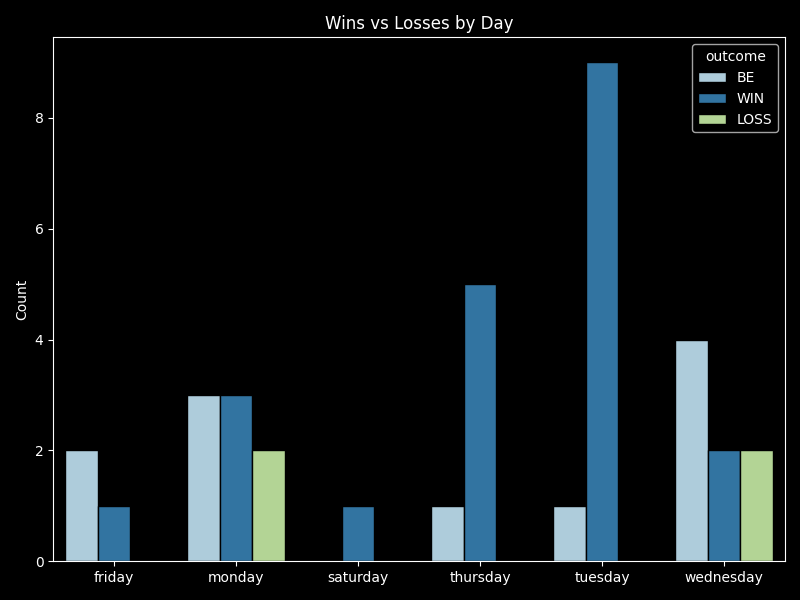 Wins vs Losses by Day
outcome
BE
WIN
LOSS
Count
8
6
4
2
0
friday
monday
saturday
thursday
tuesday
wednesday